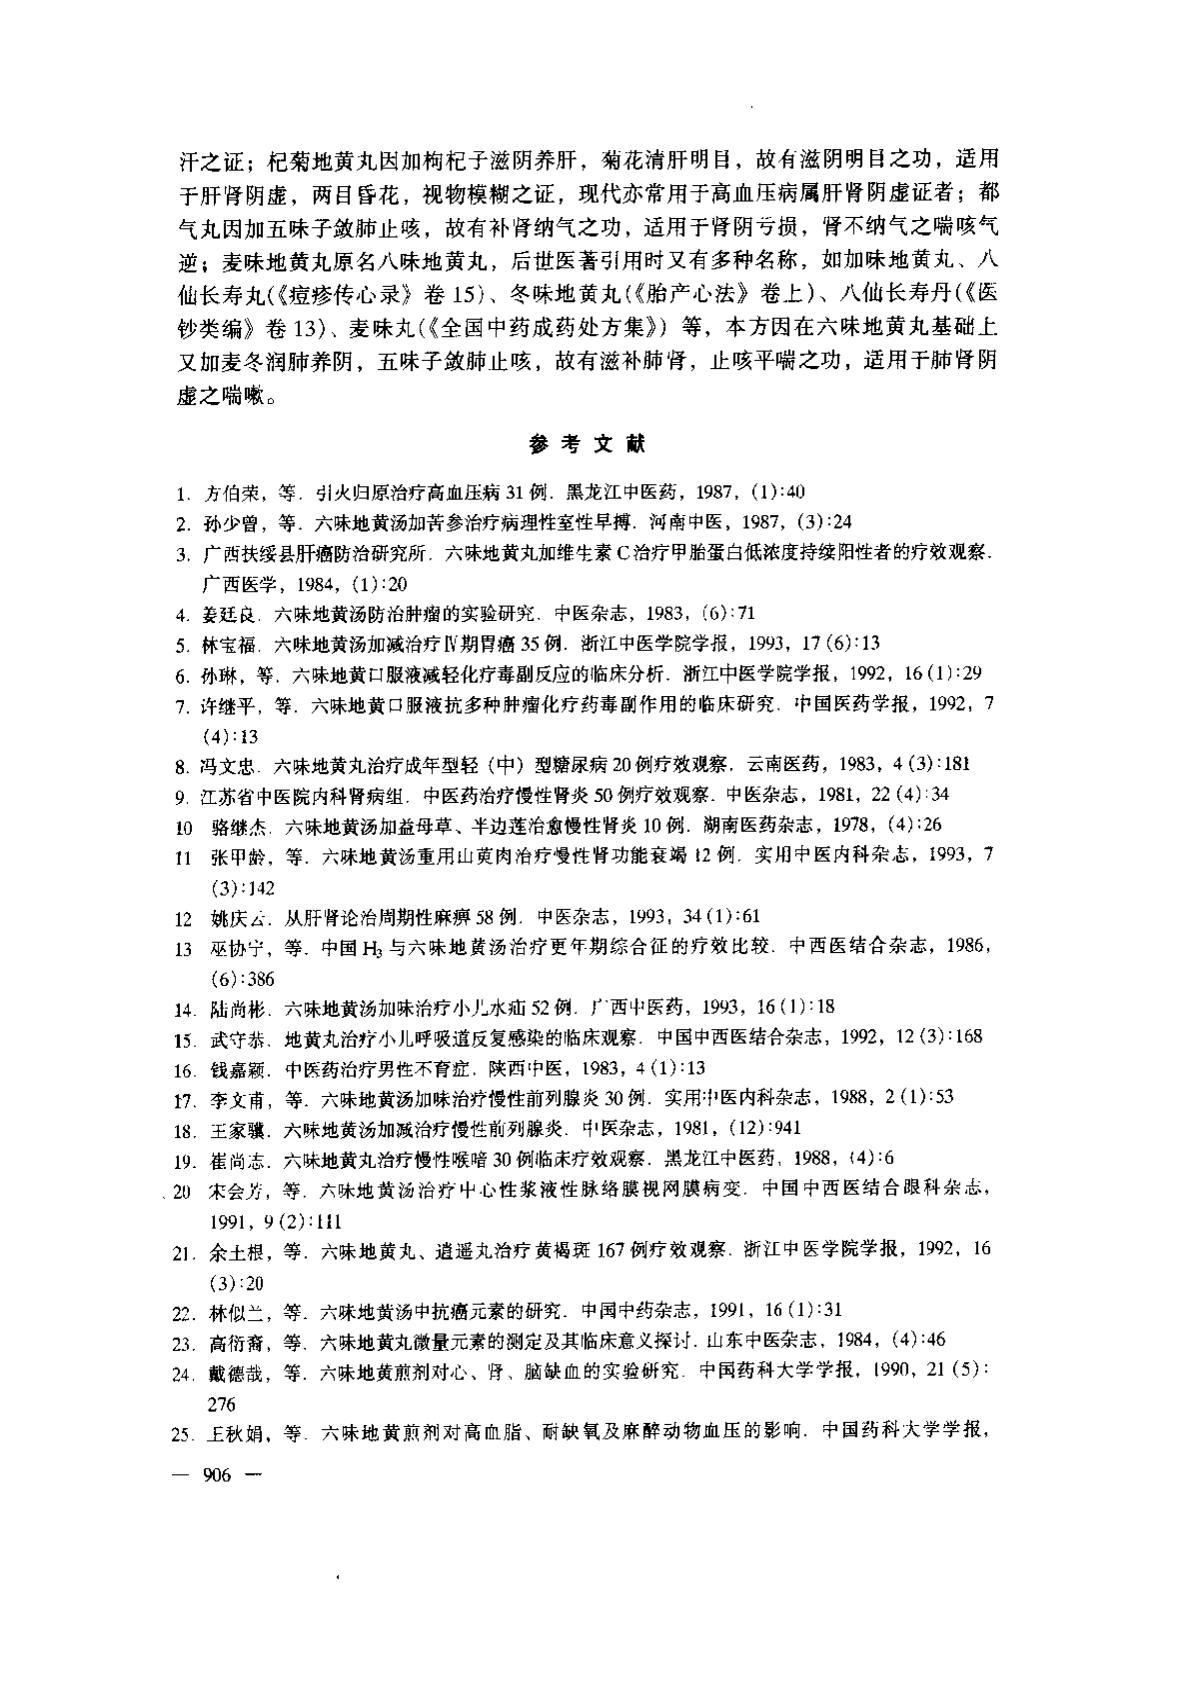 汗之证；杞菊地黄丸因加枸杞子滋阴养肝，菊花清肝明目，故有滋阴明目之功，适用
于肝肾阴虚，两目昏花，视物模糊之证，现代亦常用于高血压病属肝肾阴虚证者；都
气丸因加五味子敛肺止咳，故有补肾纳气之功，适用于肾阴亏损，肾不纳气之喘咳气
逆；麦味地黄丸原名八味地黄丸，后世医著引用时又有多种名称，如加味地黄丸、八
仙长寿丸(《痘疹传心录》卷 15)、冬味地黄丸(《胎产心法》卷上)、八仙长寿丹(《医
钞类编》卷 13)、麦味丸(《全国中药成药处方集》) 等，本方因在六味地黄丸基础上
又加麦冬润肺养阴，五味子敛肺止咳，故有滋补肺肾，止咳平喘之功，适用于肺肾阴
虚之喘嗽。
参 考 文 献
1. 方伯荣，等. 引火归原治疗高血压病 31 例. 黑龙江中医药，1987，(1):40
2. 孙少曾，等. 六味地黄汤加苦参治疗病理性室性早搏. 河南中医，1987，(3):24
3. 广西扶绥县肝癌防治研究所. 六味地黄丸加维生素 C 治疗甲胎蛋白低浓度持续阳性者的疗效观察.
广西医学，1984，(1):20
4. 姜廷良. 六味地黄汤防治肿瘤的实验研究. 中医杂志，1983，(6):71
5. 林宝福. 六味地黄汤加减治疗Ⅳ期胃癌 35 例. 浙江中医学院学报，1993，17 (6):13
6. 孙琳，等. 六味地黄口服液减轻化疗毒副反应的临床分析. 浙江中医学院学报，1992，16 (1):29
7. 许继平，等. 六味地黄口服液抗多种肿瘤化疗药毒副作用的临床研究. 中国医药学报，1992，7
(4):13
8. 冯文忠. 六味地黄丸治疗成年型轻（中）型糖尿病 20 例疗效观察. 云南医药，1983，4 (3):181
9. 江苏省中医院内科肾病组. 中医药治疗慢性肾炎 50 例疗效观察. 中医杂志，1981，22 (4):34
10 骆继杰. 六味地黄汤加益母草、半边莲治愈慢性肾炎 10 例. 湖南医药杂志，1978，(4):26
11 张甲龄，等. 六味地黄汤重用山萸肉治疗慢性肾功能衰竭 12 例. 实用中医内科杂志，1993，7
(3):142
12 姚庆云. 从肝肾论治周期性麻痹 58 例. 中医杂志，1993，34 (1):61
13 巫协宁，等. 中国 H₃ 与六味地黄汤治疗更年期综合征的疗效比较. 中西医结合杂志，1986，
(6):386
14. 陆尚彬. 六味地黄汤加味治疗小儿水疝 52 例. 广西中医药，1993，16 (1):18
15. 武守恭. 地黄丸治疗小儿呼吸道反复感染的临床观察. 中国中西医结合杂志，1992，12 (3):168
16. 钱嘉颖. 中医药治疗男性不育症. 陕西中医，1983，4 (1):13
17. 李文甫，等. 六味地黄汤加味治疗慢性前列腺炎 30 例. 实用中医内科杂志，1988，2 (1):53
18. 王家骥. 六味地黄汤加减治疗慢性前列腺炎. 中医杂志，1981，(12):941
19. 崔尚志. 六味地黄丸治疗慢性喉喑 30 例临床疗效观察. 黑龙江中医药，1988，(4):6
20 宋会芳，等. 六味地黄汤治疗中心性浆液性脉络膜视网膜病变. 中国中西医结合眼科杂志，
1991，9 (2):111
21. 余土根，等. 六味地黄丸、逍遥丸治疗黄褐斑 167 例疗效观察. 浙江中医学院学报，1992，16
(3):20
22. 林似兰，等. 六味地黄汤中抗癌元素的研究. 中国中药杂志，1991，16 (1):31
23. 高衍裔，等. 六味地黄丸微量元素的测定及其临床意义探讨. 山东中医杂志，1984，(4):46
24. 戴德哉，等. 六味地黄煎剂对心、肾、脑缺血的实验研究. 中国药科大学学报，1990，21 (5):
276
25. 王秋娟，等. 六味地黄煎剂对高血脂、耐缺氧及麻醉动物血压的影响. 中国药科大学学报，
— 906 —